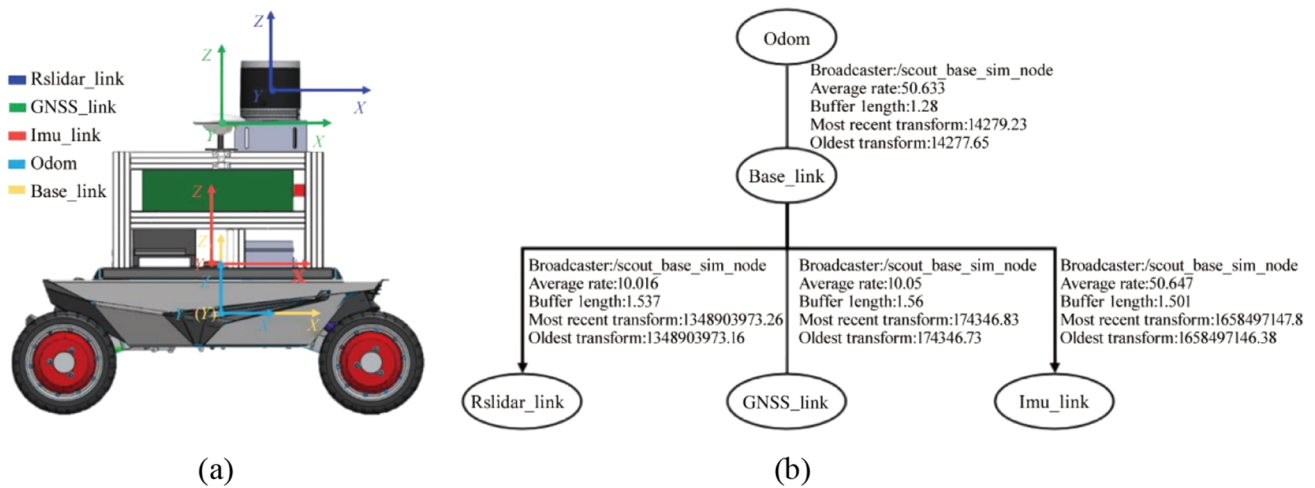 Z
Z
Rslidar_link
GNSS_link
Imu_link
Odom
Base_link
Y
X
Y
X
Z
Z
Y
X
Z
Y
(Y)
X
X
(a)
Odom
Broadcaster:/scout_base_sim_node
Average rate:50.633
Buffer length:1.28
Most recent transform:14279.23
Oldest transform:14277.65
Base_link
Broadcaster:/scout_base_sim_node
Average rate:10.016
Buffer length:1.537
Most recent transform:1348903973.26
Oldest transform:1348903973.16
Broadcaster:/scout_base_sim_node
Average rate:10.05
Buffer length:1.56
Most recent transform:174346.83
Oldest transform:174346.73
Broadcaster:/scout_base_sim_node
Average rate:50.647
Buffer length:1.501
Most recent transform:1658497147.8
Oldest transform:1658497146.38
Rslidar_link
GNSS_link
Imu_link
(b)